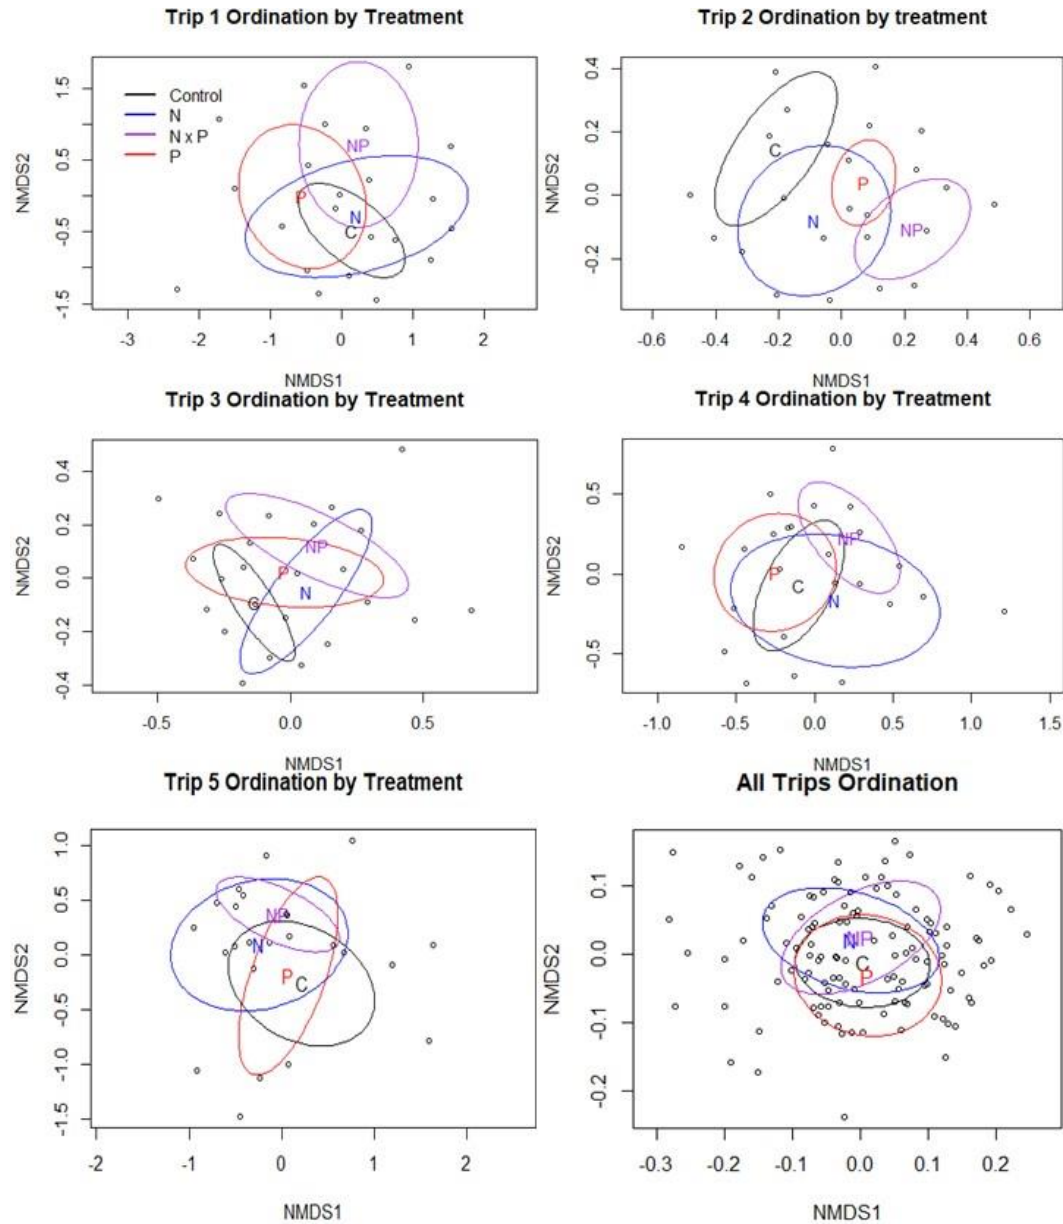 Trip 1 Ordination by Treatment
1.5
0.5
-0.5
-1.5
NMDS2
Control
N
N x P
P
NP
P
N
C
-3
-2
-1
0
1
2
NMDS1
Trip 2 Ordination by treatment
0.4
0.2
0.0
-0.2
NMDS2
C
P
N
NP
-0.6
-0.4
-0.2
0.0
0.2
0.4
0.6
NMDS1
Trip 3 Ordination by Treatment
0.4
0.2
0.0
-0.2
-0.4
NMDS2
NP
P
N
C
-0.5
0.0
0.5
NMDS1
Trip 4 Ordination by Treatment
0.5
0.0
-0.5
NMDS2
NP
P
C
N
-1.0
-0.5
0.0
0.5
1.0
1.5
NMDS1
Trip 5 Ordination by Treatment
1.0
0.5
0.0
-0.5
-1.0
-1.5
NMDS2
NP
N
P
C
-2
-1
0
1
2
NMDS1
All Trips Ordination
0.1
0.0
-0.1
-0.2
NMDS2
N
NP
C
P
-0.3
-0.2
-0.1
0.0
0.1
0.2
NMDS1